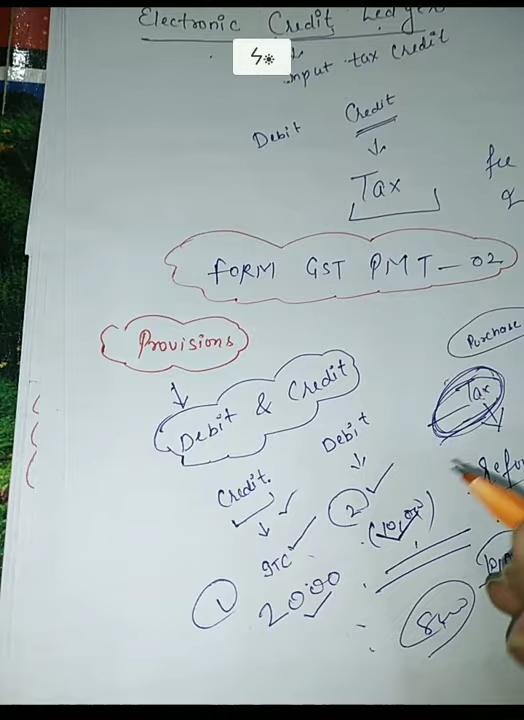 Electronic Credit Ledger
input tax credit
Debit Credit
Tax
FORM GST PMT-02
Provisions
Purchase
Debit & Credit
Tax
Credit Debit
ITC
2
1
2000